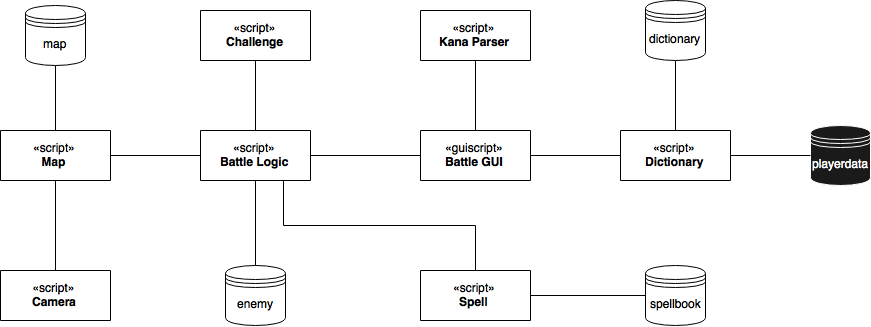 map
«script»
Challenge
«script»
Kana Parser
dictionary
«script»
Map
«script»
Battle Logic
«guiscript»
Battle GUI
«script»
Dictionary
playerdata
«script»
Camera
enemy
«script»
Spell
spellbook